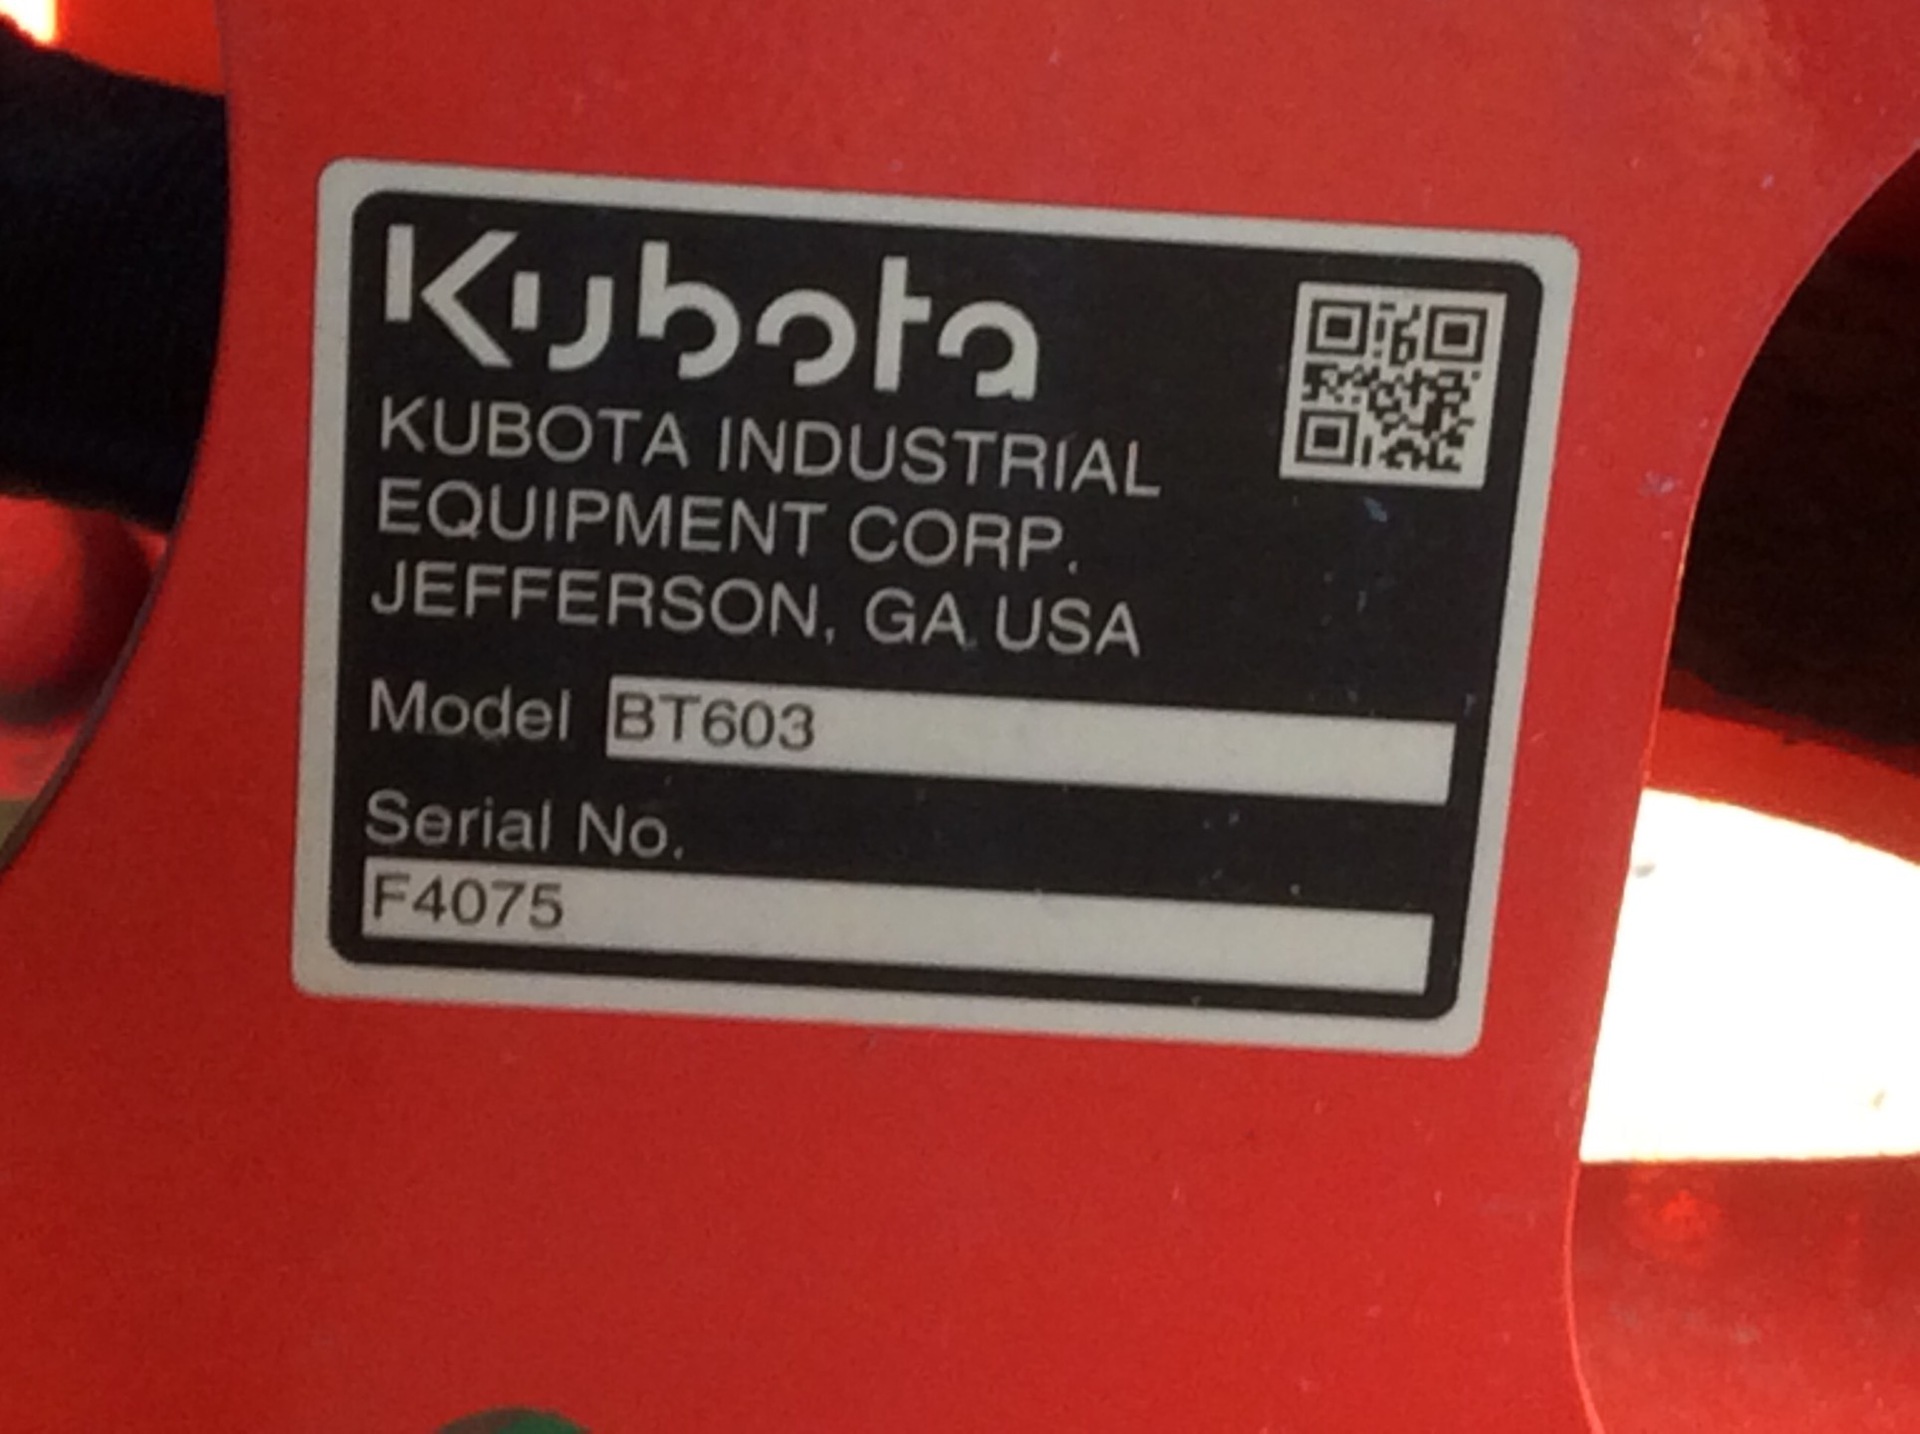 Kubota
KUBOTA INDUSTRIAL
EQUIPMENT CORP.
JEFFERSON, GA USA
Model BT603
Serial No.
F4075